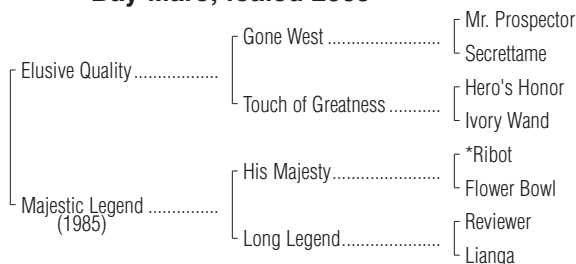 Bay Mare; foaled
Mr. Prospector
Gone West
Secrettame
Elusive Quality
Hero's Honor
Touch of Greatness
Ivory Wand
*Ribot
His Majesty
Flower Bowl
Majestic Legend
(1985)
Reviewer
Long Legend
Lianga